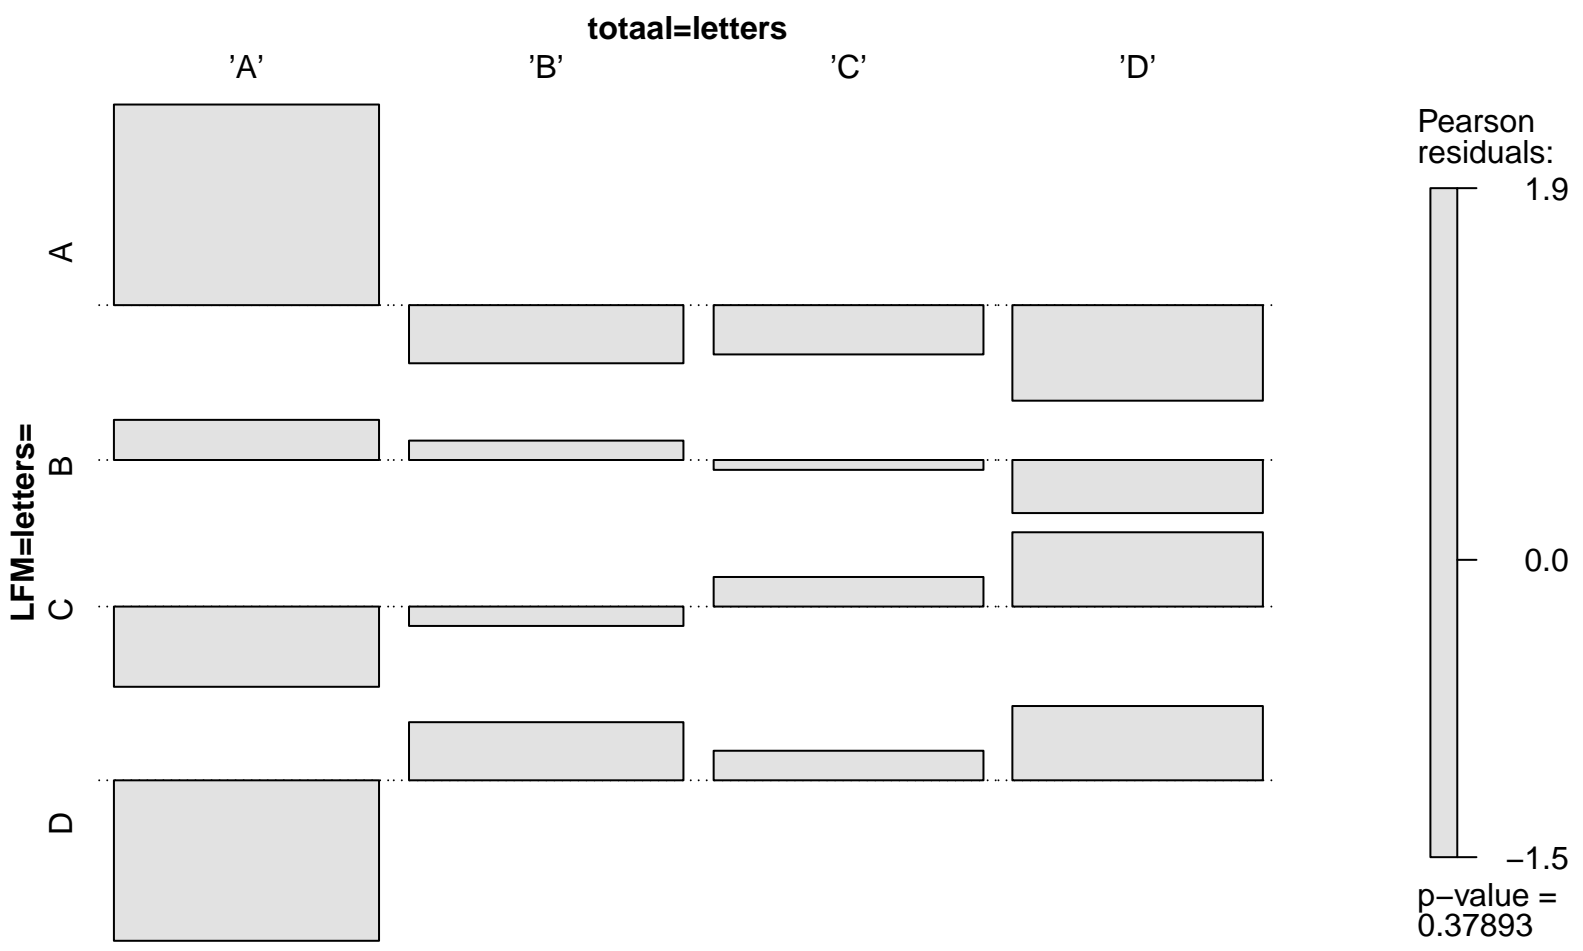 totaal=letters
’A’ ’B’ ’C’ ’D’
LFM=letters=
A
B
C
D
Pearson
residuals:
1.9
0.0
−1.5
p−value =
0.37893